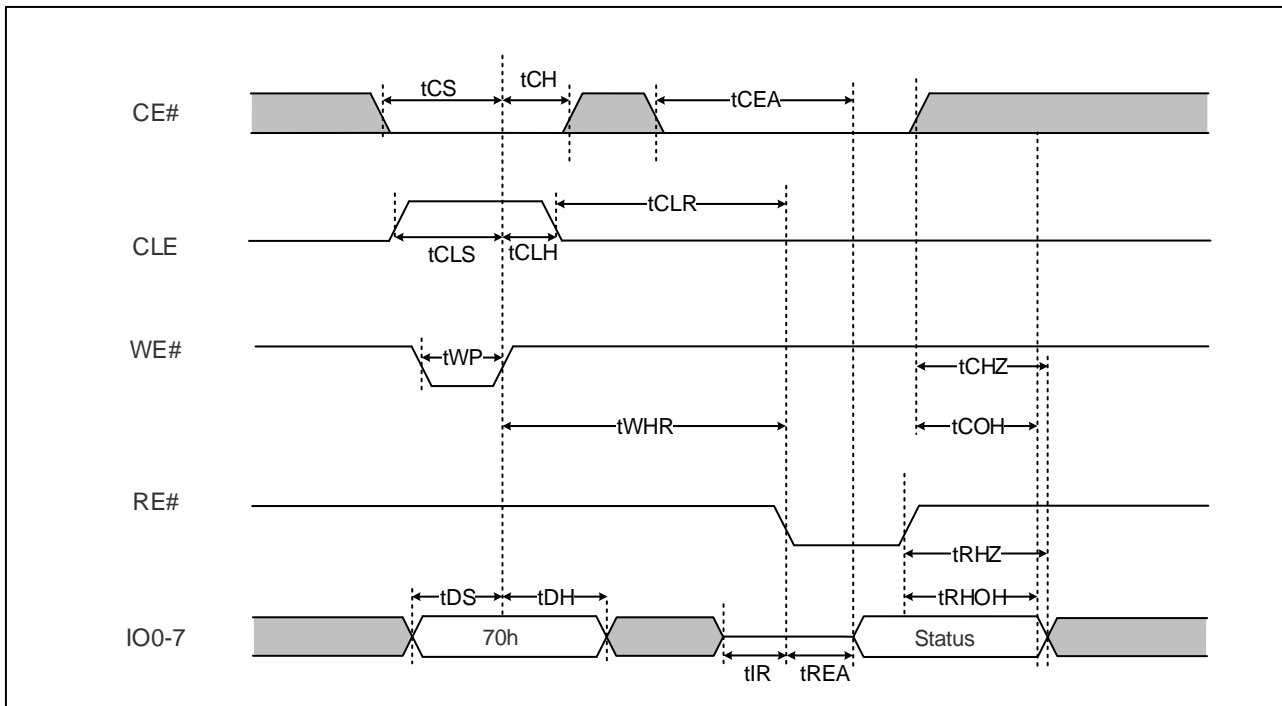 CE#
tCS
tCH
tCEA
CLE
tCLR
tCLS
tCLH
WE#
tWP
tCHZ
tWHR
tCOH
RE#
tRHZ
tDS
tDH
tRHOH
IO0-7
70h
Status
tIR
tREA